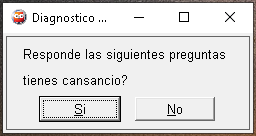 Diagnostico ...
Responde las siguientes preguntas
tienes cansancio?
Si
No